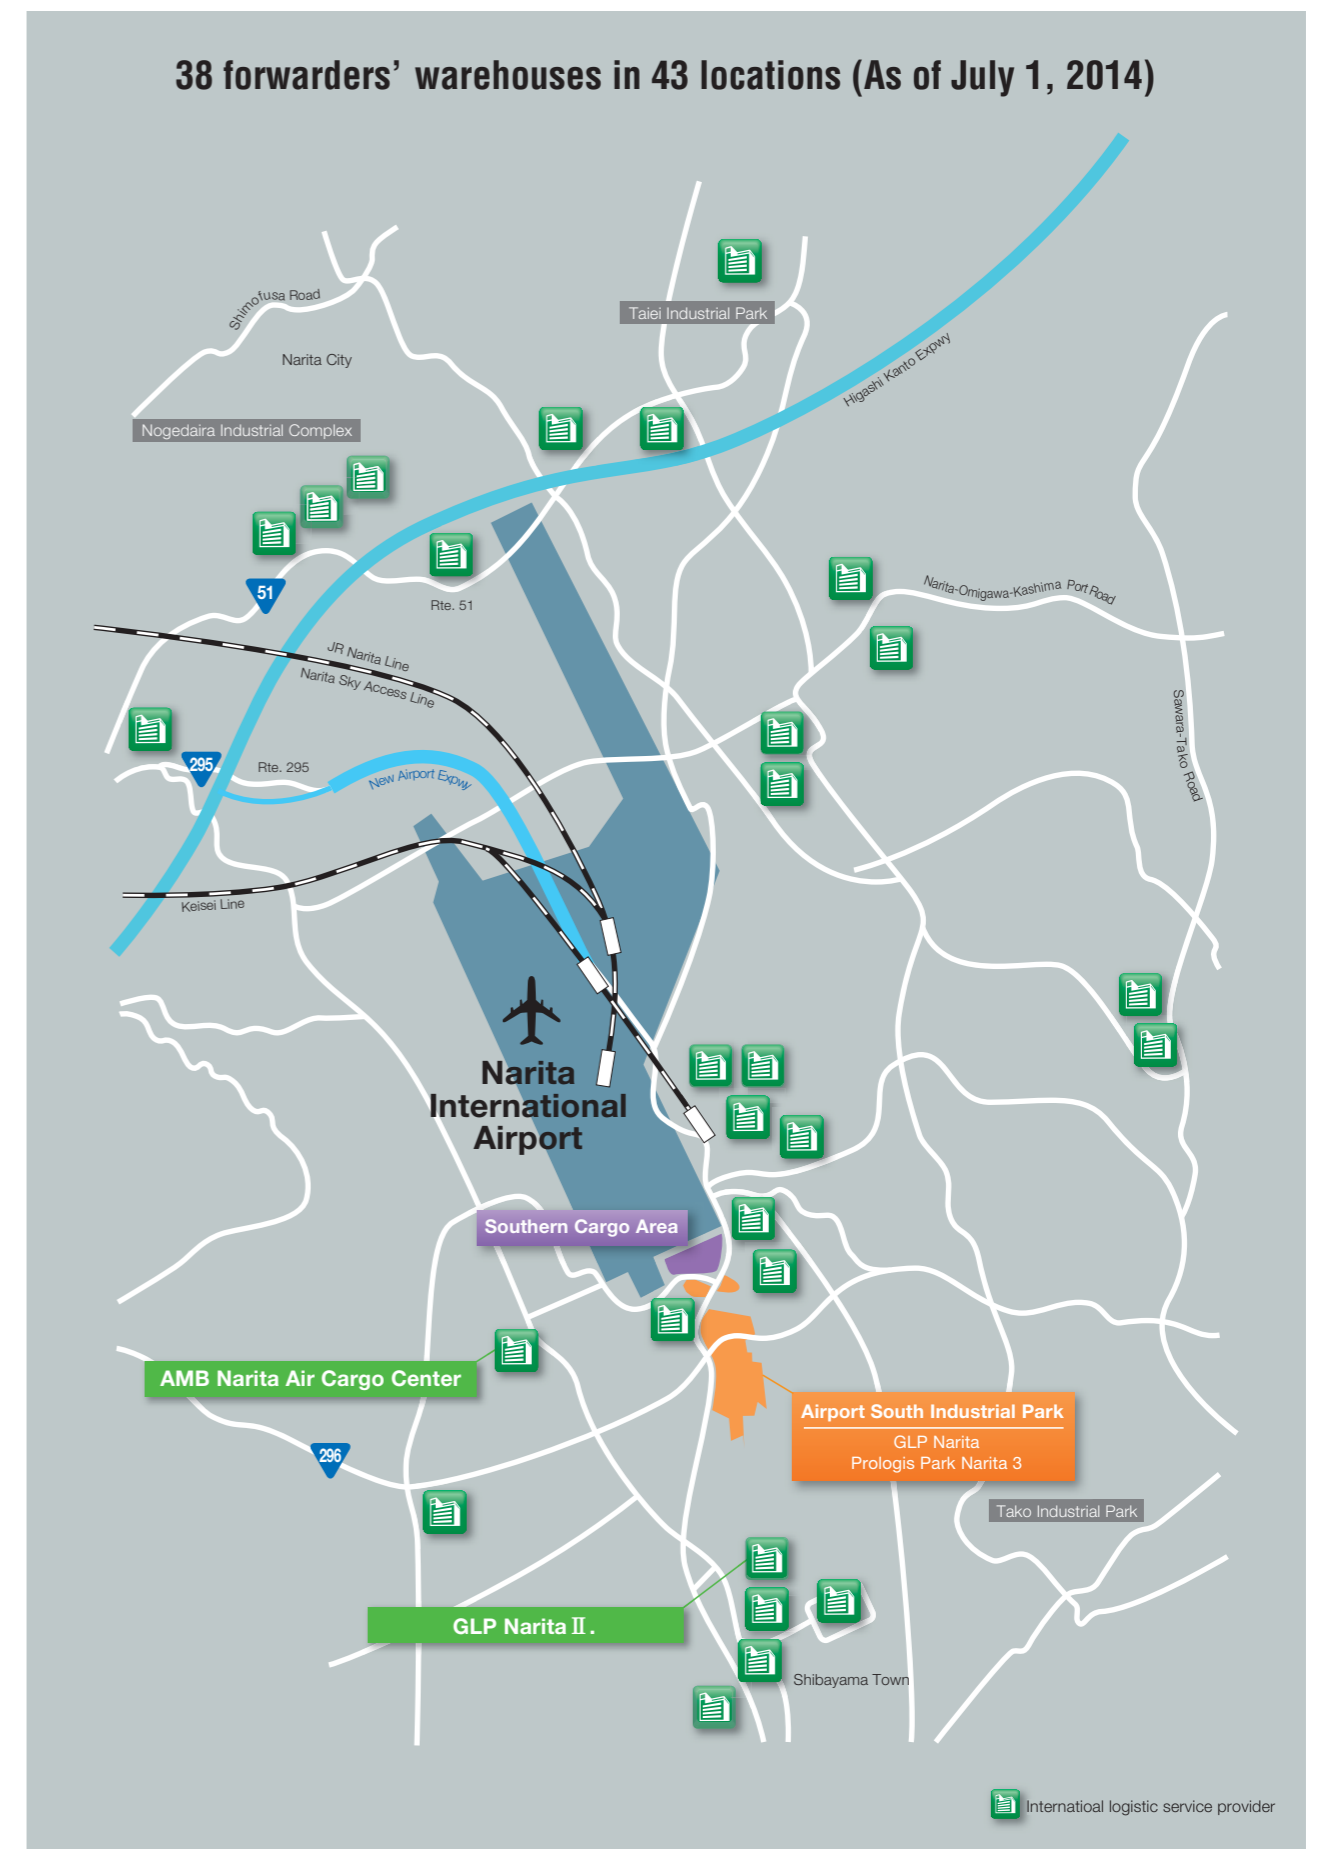 38 forwarders’ warehouses in 43 locations (As of July 1, 2014)
Shimofusa Road
Taiei Industrial Park
Narita City
Higashi Kanto Expwy
Nogedaira Industrial Complex
51
Rte. 51
Narita-Omigawa-Kashima Port Road
JR Narita Line
Narita Sky Access Line
Sawara-Tako Road
295
Rte. 295
New Airport Expwy
Keisei Line
Narita
International
Airport
Southern Cargo Area
AMB Narita Air Cargo Center
Airport South Industrial Park
GLP Narita
Prologis Park Narita 3
296
Tako Industrial Park
GLP Narita Ⅱ.
Shibayama Town
Internatioal logistic service provider